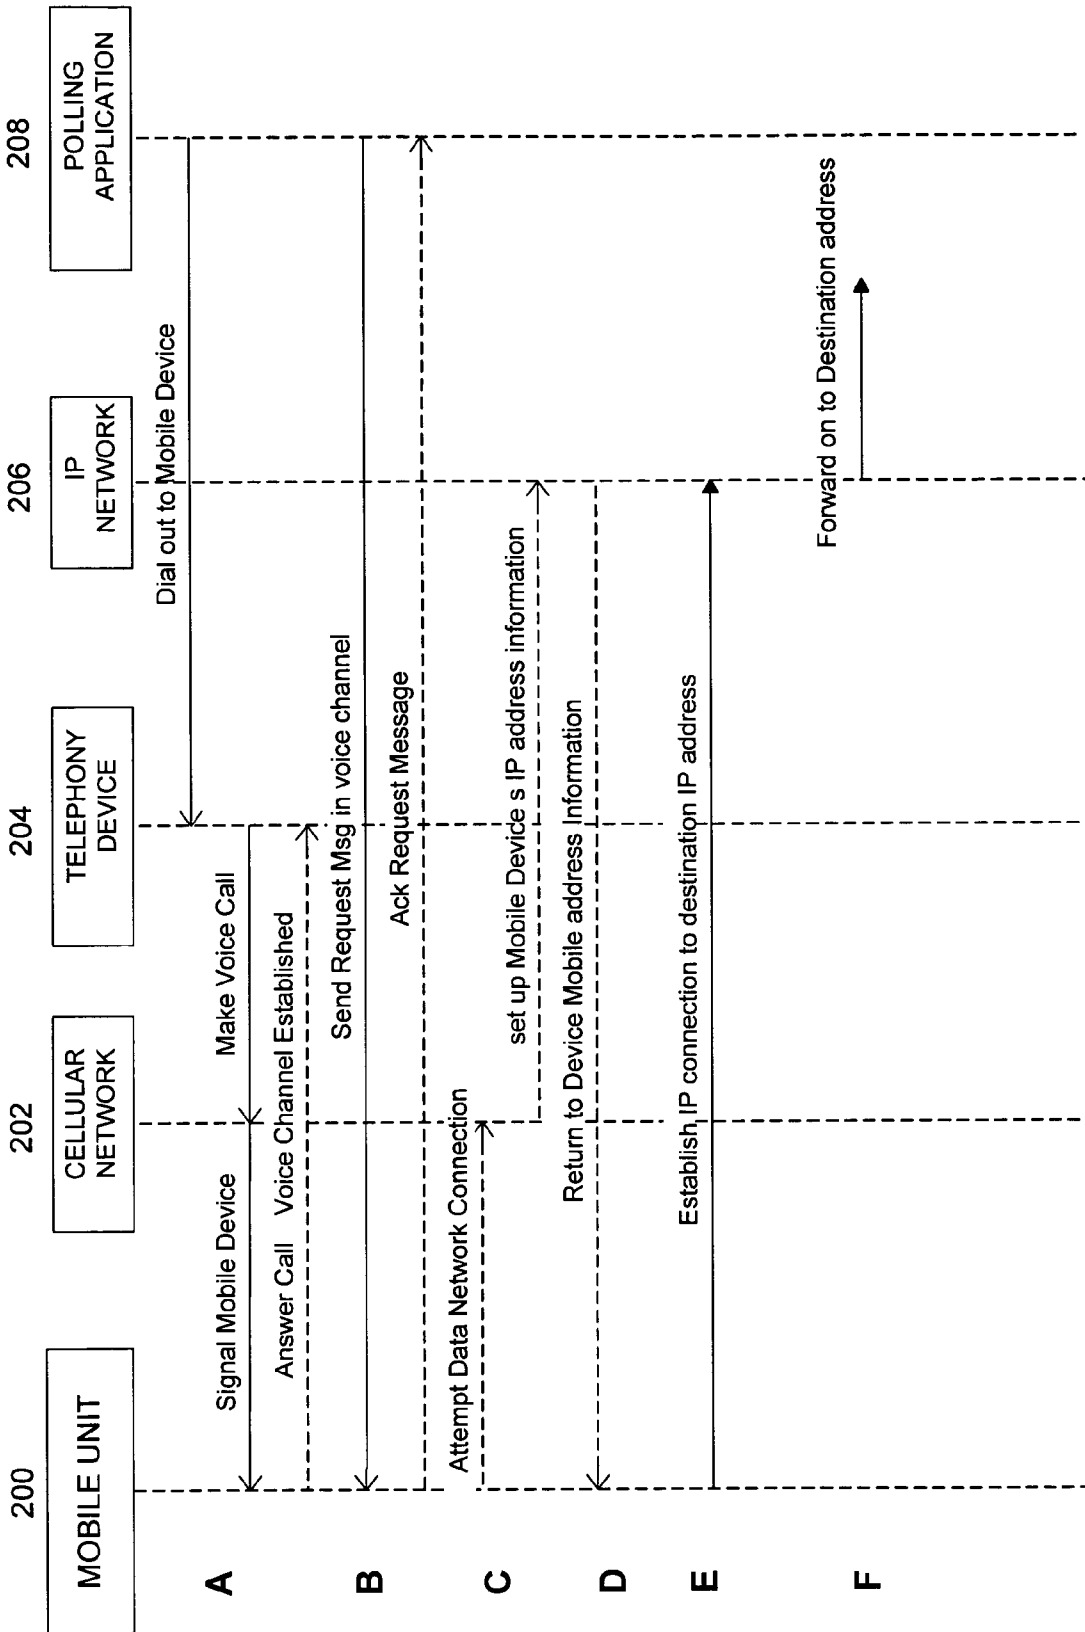 200
202
204
206
208
MOBILE UNIT
CELLULAR
NETWORK
TELEPHONY
DEVICE
IP
NETWORK
POLLING
APPLICATION
Dial out to Mobile Device
A
Signal Mobile Device
Make Voice Call
Answer Call Voice Channel Established
Send Request Msg in voice channel
B
Ack Request Message
Attempt Data Network Connection
C
set up Mobile Device s IP address information
Return to Device Mobile address Information
D
Establish IP connection to destination IP address
E
Forward on to Destination address
F